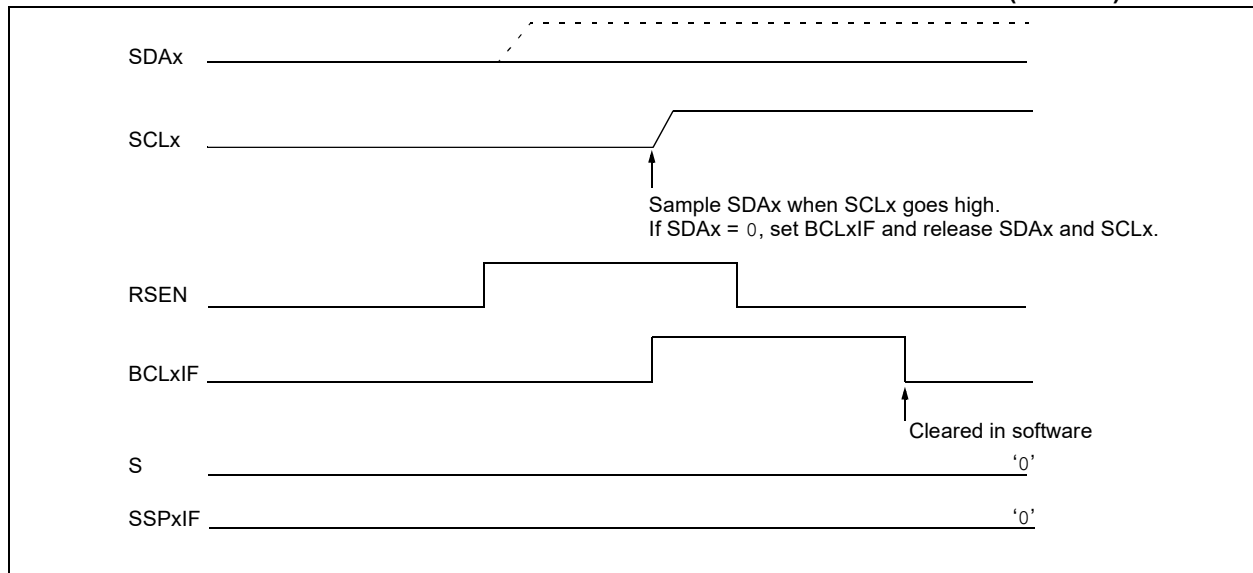 SDAx
SCLx
Sample SDAx when SCLx goes high.
If SDAx = 0, set BCLxIF and release SDAx and SCLx.
RSEN
BCLxIF
Cleared in software
S
‘0’
SSPxIF
‘0’